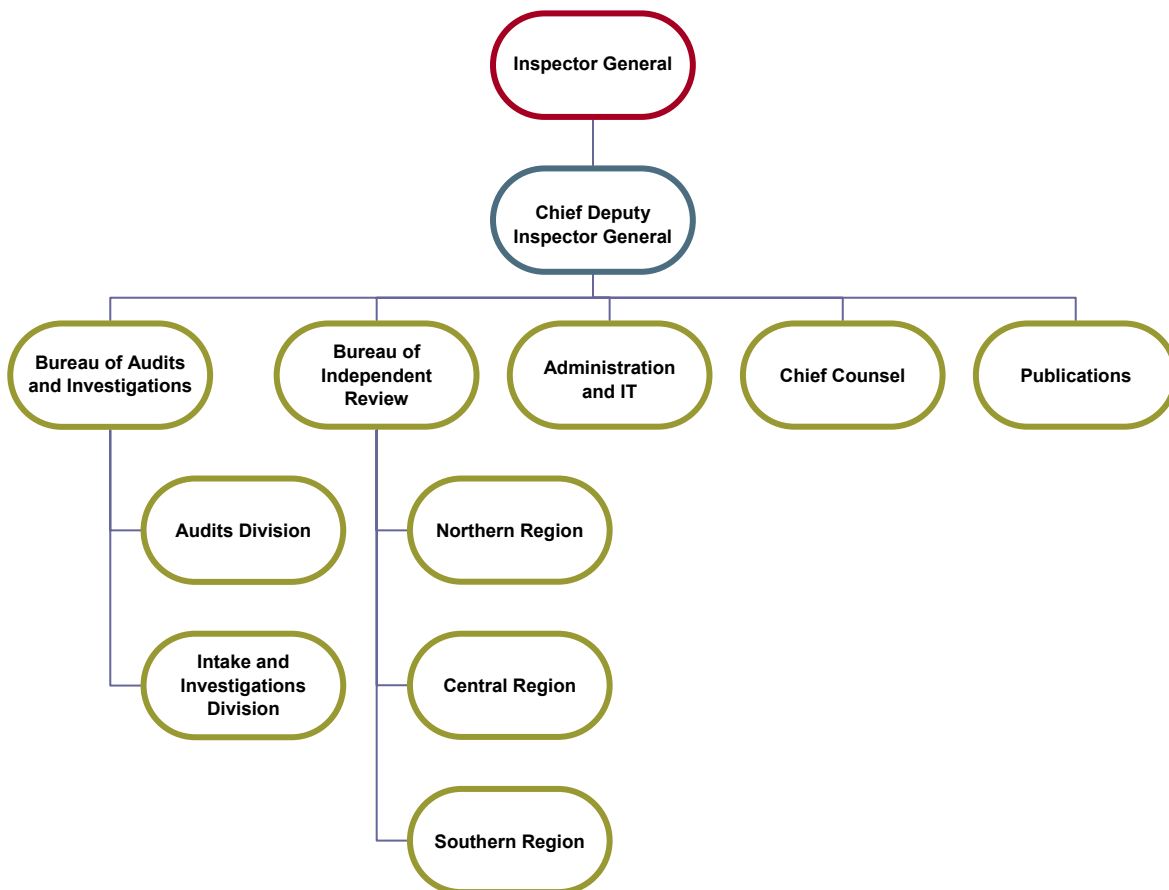 Inspector General
Chief Deputy
Inspector General
Bureau of Audits
and Investigations
Bureau of
Independent
Review
Administration
and IT
Chief Counsel
Publications
Audits Division
Northern Region
Intake and
Investigations
Division
Central Region
Southern Region